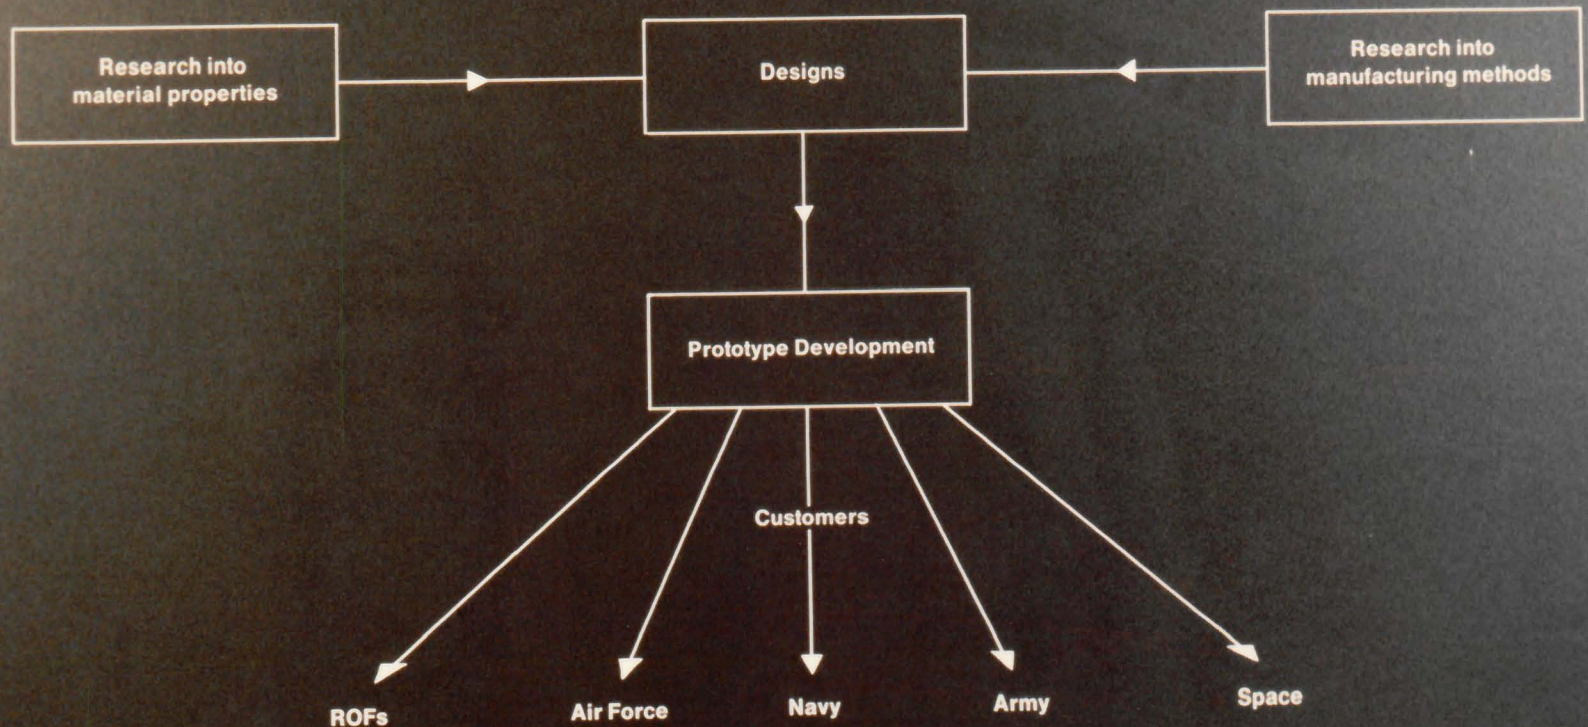 Research into
material properties
Designs
Research into
manufacturing methods
Prototype Development
Customers
ROFs
Air Force
Navy
Army
Space